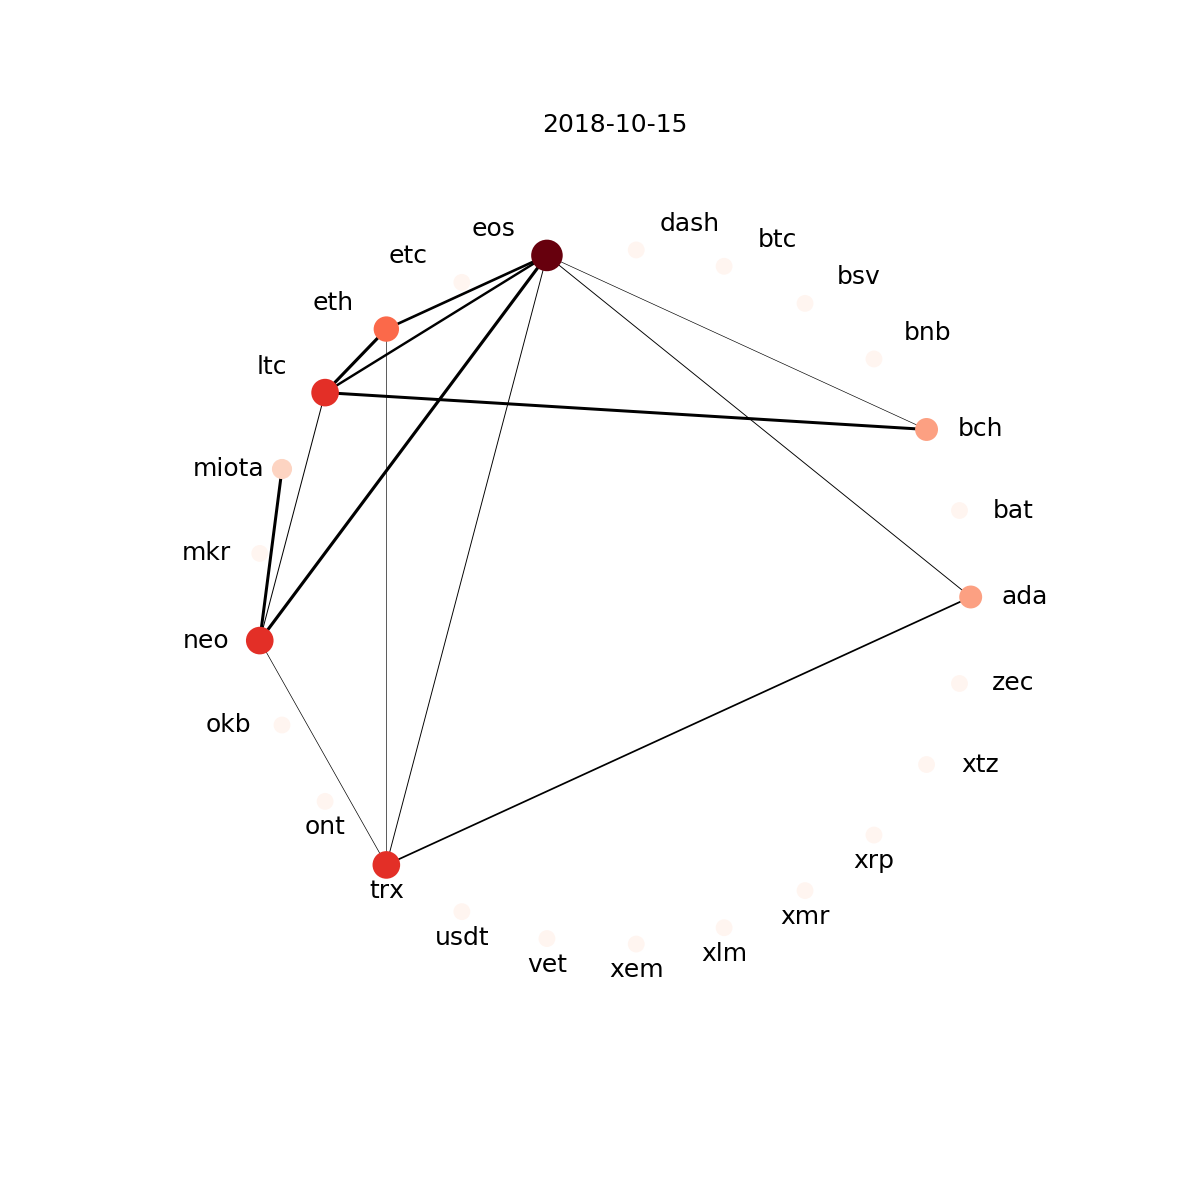 2018-10-15
dash
eos
btc
etc
bsv
eth
bnb
ltc
bch
miota
bat
mkr
ada
neo
zec
okb
xtz
ont
xrp
trx
xmr
usdt
xlm
vet
xem